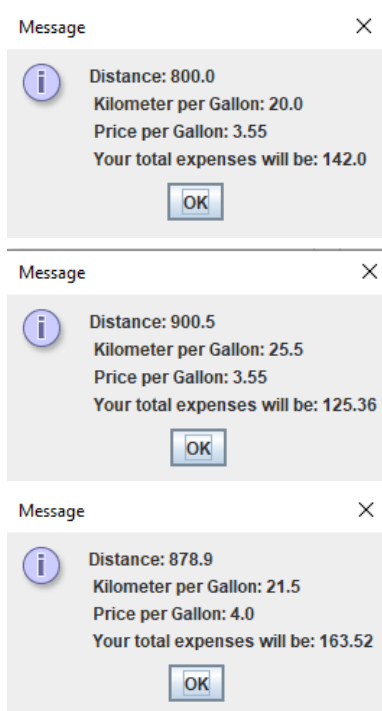 Message
Distance: 800.0
Kilometer per Gallon: 20.0
Price per Gallon: 3.55
Your total expenses will be: 142.0
OK
Message
Distance: 900.5
Kilometer per Gallon: 25.5
Price per Gallon: 3.55
Your total expenses will be: 125.36
OK
Message
Distance: 878.9
Kilometer per Gallon: 21.5
Price per Gallon: 4.0
Your total expenses will be: 163.52
OK